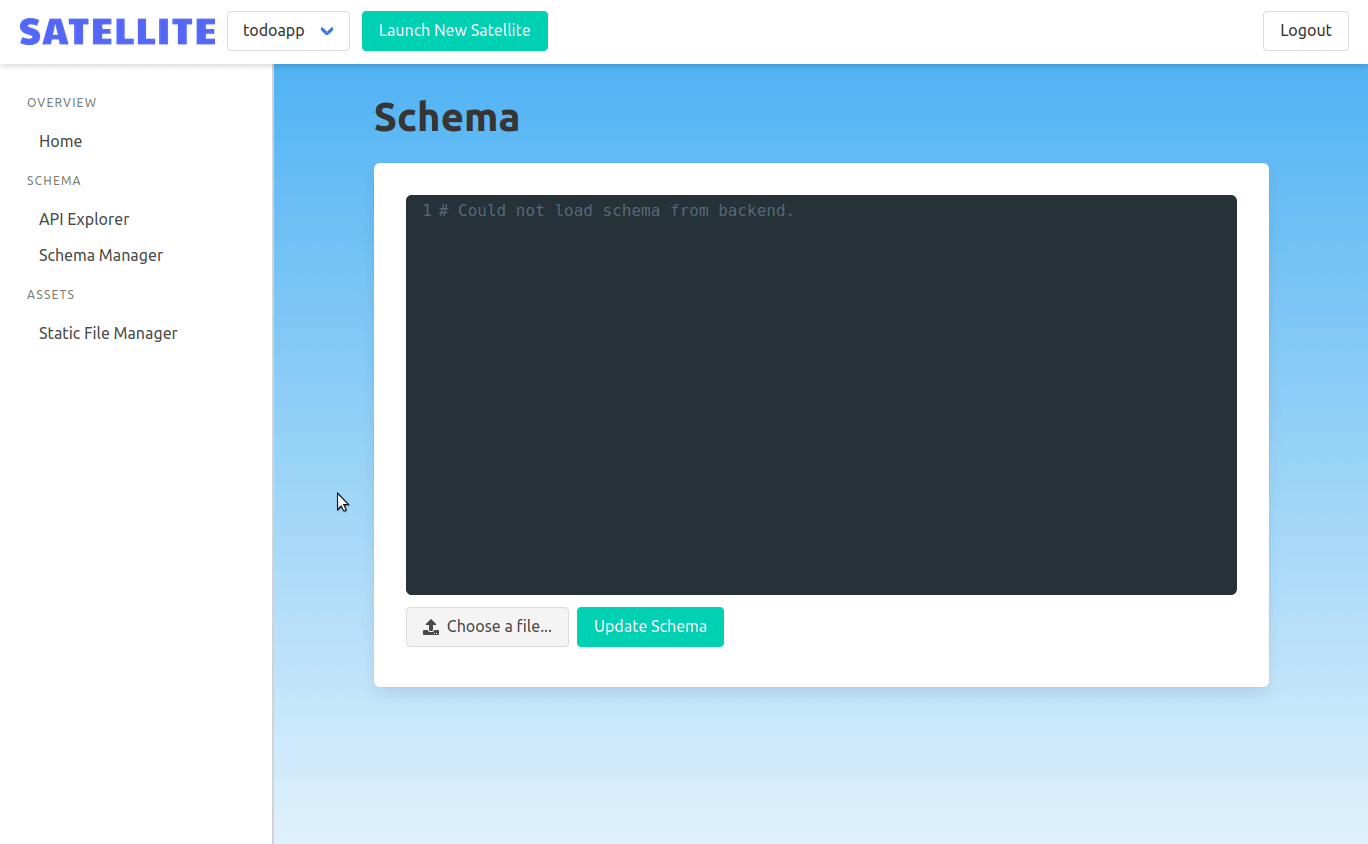 SATELLITE
todoapp
Launch New Satellite
Logout
OVERVIEW
Home
SCHEMA
API Explorer
Schema Manager
ASSETS
Static File Manager
Schema
1 # Could not load schema from backend.
Choose a file...
Update Schema